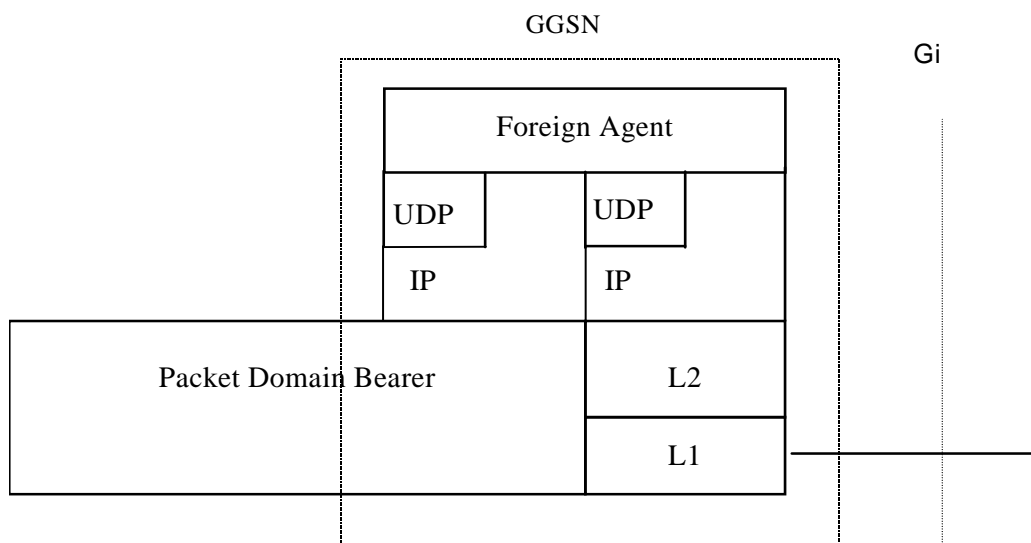 GGSN
Gi
Foreign Agent
UDP
UDP
IP
IP
Packet Domain Bearer
L2
L1